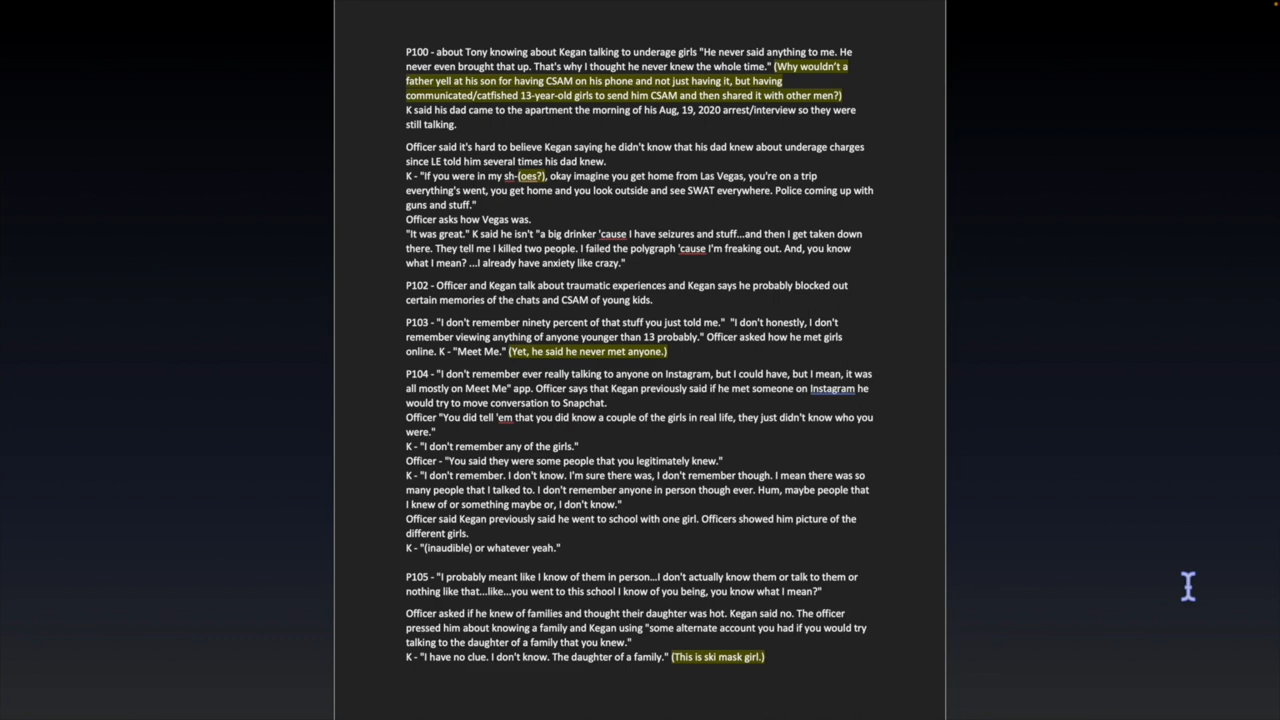 P100 - about Tony knowing about Kegan talking to underage girls "He never said anything to me. He
never even brought that up. That's why I thought he never knew the whole time." (Why wouldn't a
father yell at his son for having CSAM on his phone and not just having it, but having
communicated/catfished 13-year-old girls to send him CSAM and then shared it with other men?)
K said his dad came to the apartment the morning of his Aug, 19, 2020 arrest/interview so they were
still talking.
Officer said it's hard to believe Kegan saying he didn't know that his dad knew about underage charges
since LE told him several times his dad knew.
K - "If you were in my sh-(oes?), okay imagine you get home from Las Vegas, you're on a trip
everything's went, you get home and you look outside and see SWAT everywhere. Police coming up with
guns and stuff."
Officer asks how Vegas was.
"It was great." K said he isn't "a big drinker 'cause I have seizures and stuff...and then I get taken down
there. They tell me I killed two people. I failed the polygraph 'cause I'm freaking out. And, you know
what I mean? ...I already have anxiety like crazy."
P102 - Officer and Kegan talk about traumatic experiences and Kegan says he probably blocked out
certain memories of the chats and CSAM of young kids.
P103 - "I don't remember ninety percent of that stuff you just told me."  "I don't honestly, I don't
remember viewing anything of anyone younger than 13 probably." Officer asked how he met girls
online. K - "Meet Me." (Yet, he said he never met anyone.)
P104 - "I don't remember ever really talking to anyone on Instagram, but I could have, but I mean, it was
all mostly on Meet Me" app. Officer says that Kegan previously said if he met someone on Instagram he
would try to move conversation to Snapchat.
Officer "You did tell 'em that you did know a couple of the girls in real life, they just didn't know who you
were."
K - "I don't remember any of the girls."
Officer - "You said they were some people that you legitimately knew."
K - "I don't remember. I don't know. I'm sure there was, I don't remember though. I mean there was so
many people that I talked to. I don't remember anyone in person though ever. Hum, maybe people that
I knew of or something maybe or, I don't know."
Officer said Kegan previously said he went to school with one girl. Officers showed him picture of the
different girls.
K - "(inaudible) or whatever yeah."
P105 - "I probably meant like I know of them in person...I don't actually know them or talk to them or
nothing like that...like...you went to this school I know of you being, you know what I mean?"
Officer asked if he knew of families and thought their daughter was hot. Kegan said no. The officer
pressed him about knowing a family and Kegan using "some alternate account you had if you would try
talking to the daughter of a family that you knew."
K - "I have no clue. I don't know. The daughter of a family." (This is ski mask girl.)